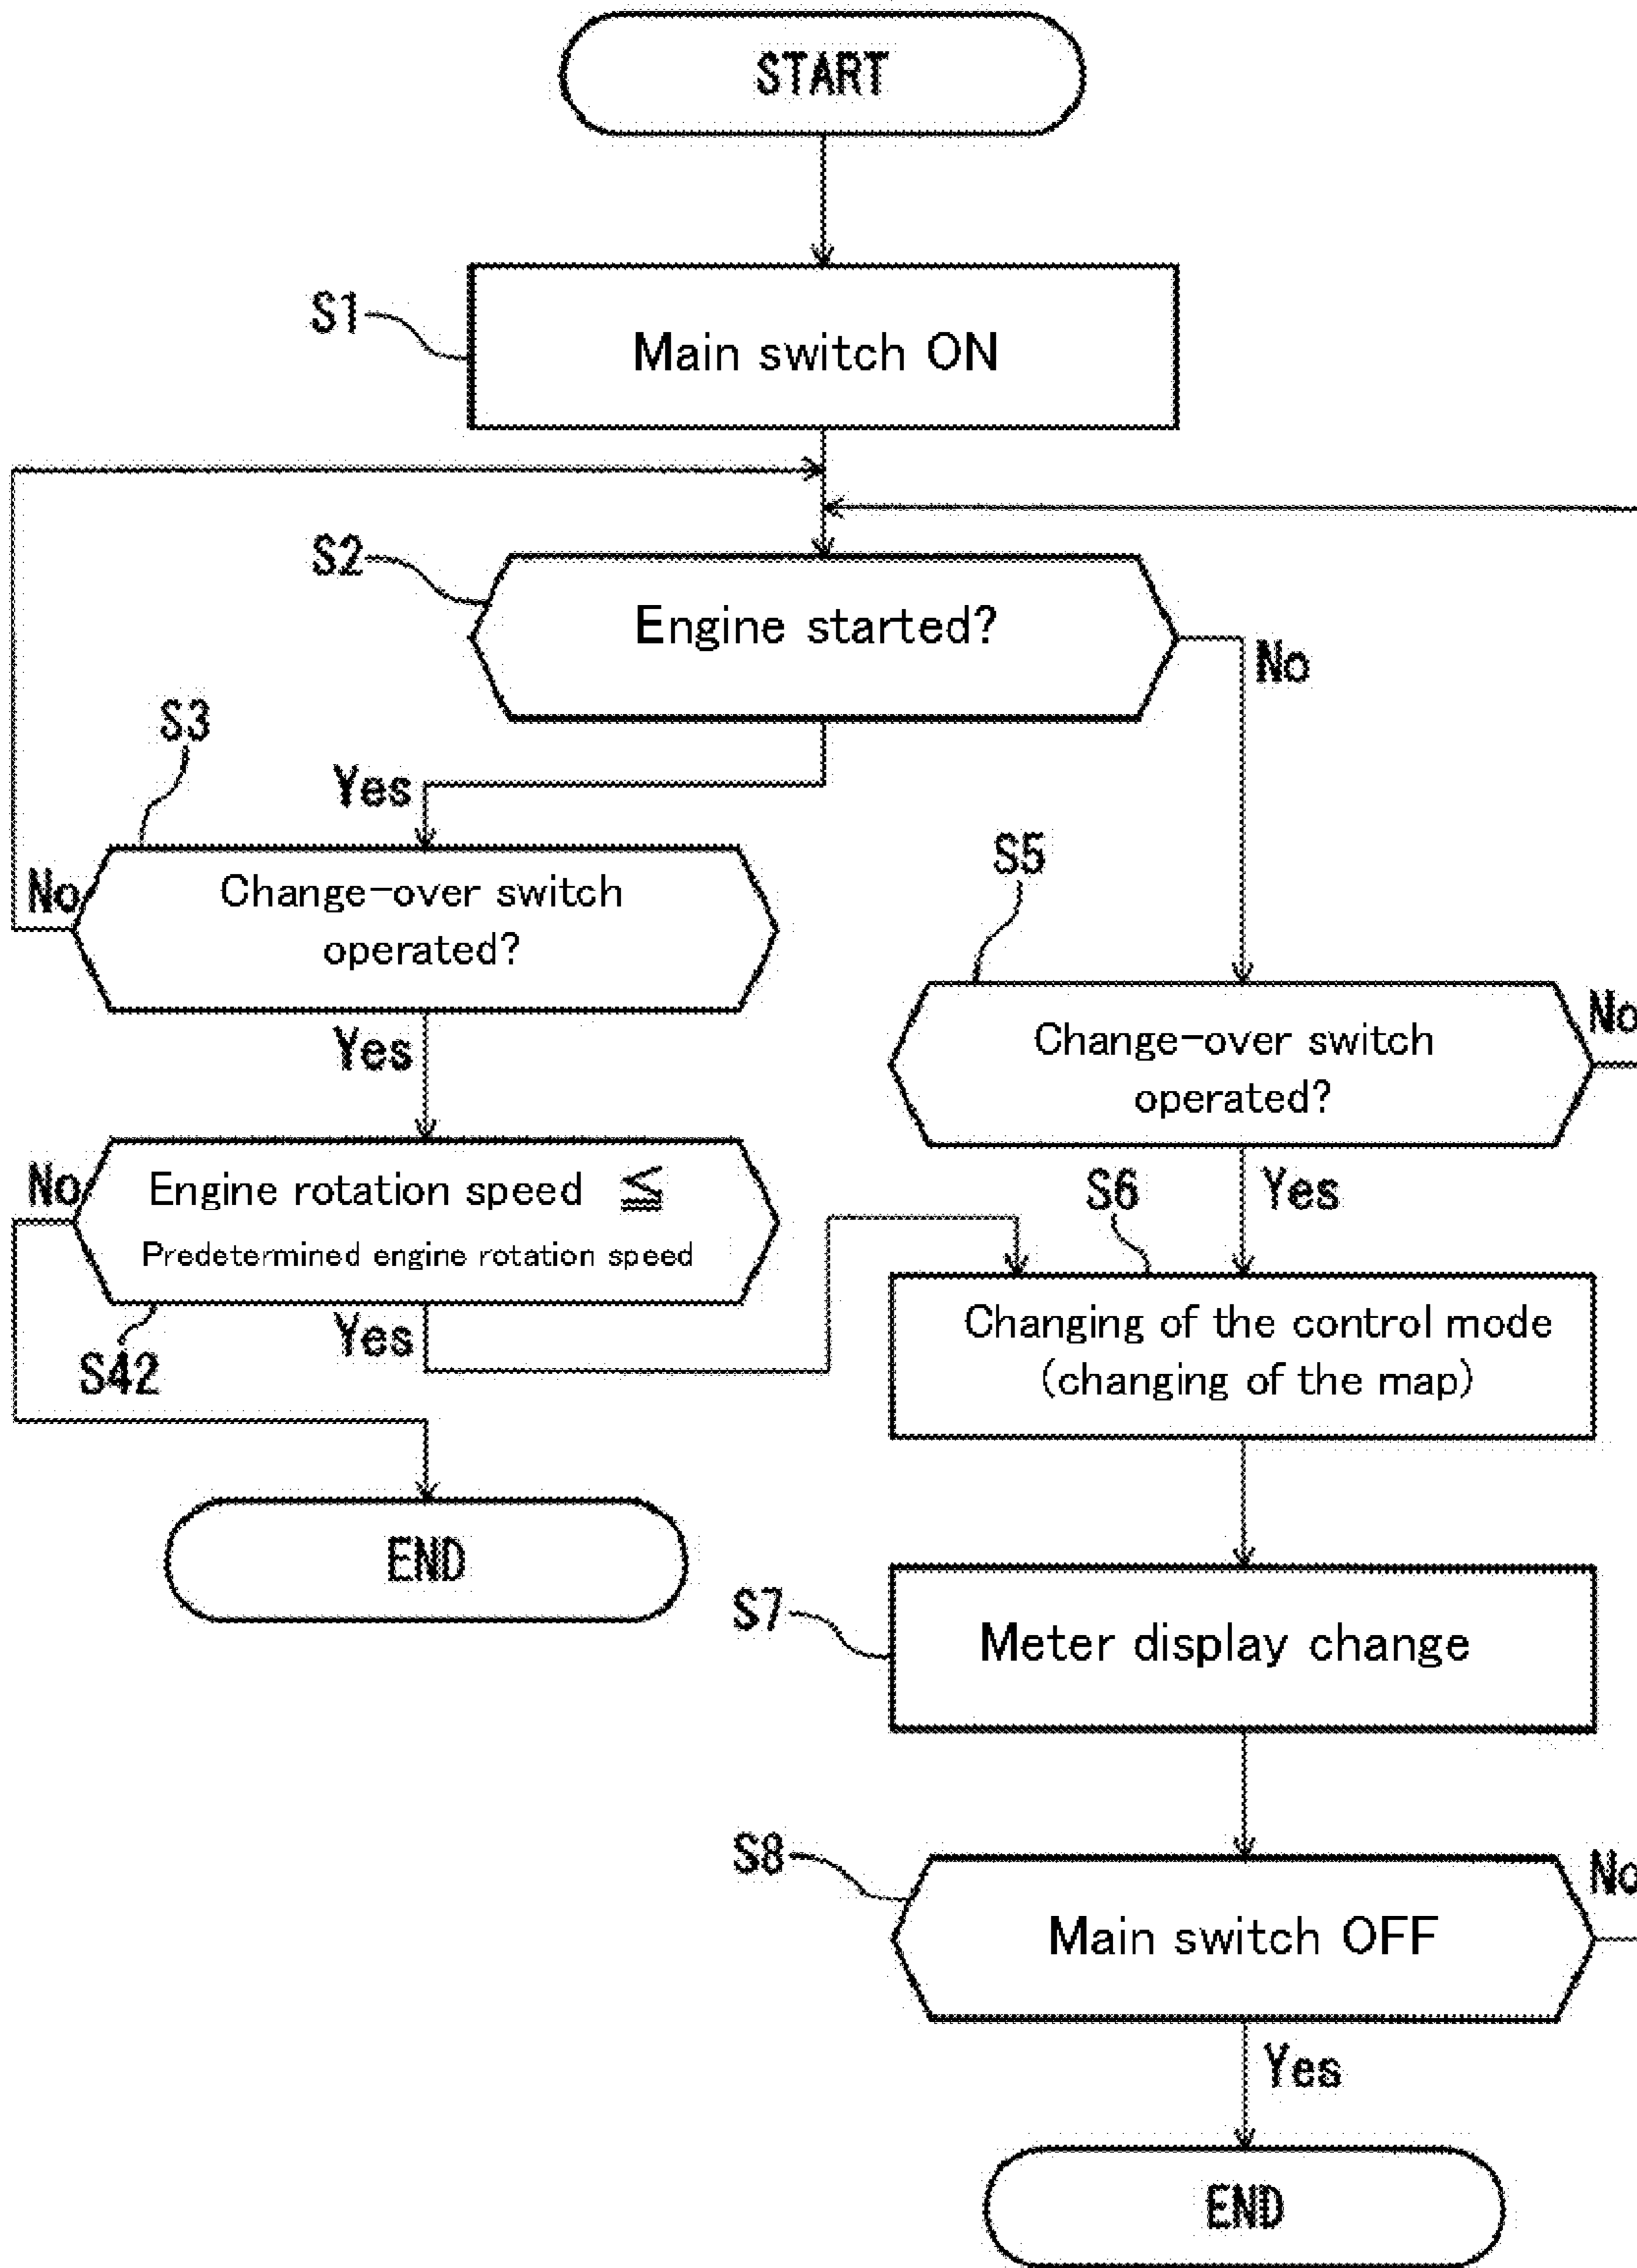 START
S1
Main switch ON
S2
Engine started?
No
S3
Yes
No
Change-over switch
operated?
S5
Yes
Change-over switch
operated?
No
No
Engine rotation speed ≦
Predetermined engine rotation speed
S6
Yes
S42
Yes
Changing of the control mode
(changing of the map)
END
S7
Meter display change
S8
Main switch OFF
No
Yes
END